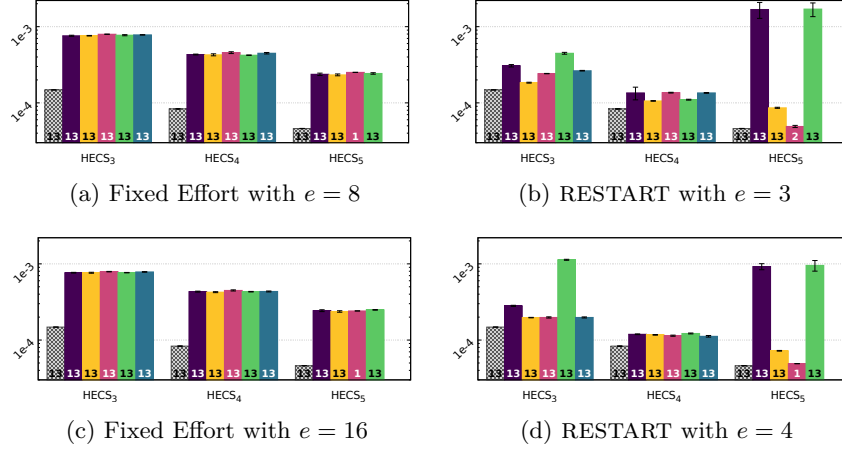 1e-3
1e-4
13 13 13 13 13 13
13 13 13 13 13 13
13 13 13 1 13
HECS3 HECS4 HECS5
(a) Fixed Effort with e = 8
1e-3
1e-4
13 13 13 13 13 13
13 13 13 13 13 13
13 13 13 2 13
HECS3 HECS4 HECS5
(b) RESTART with e = 3
1e-3
1e-4
13 13 13 13 13 13
13 13 13 13 13 13
13 13 13 1 13
HECS3 HECS4 HECS5
(c) Fixed Effort with e = 16
1e-3
1e-4
13 13 13 13 13 13
13 13 13 13 13 13
13 13 13 1 13
HECS3 HECS4 HECS5
(d) RESTART with e = 4